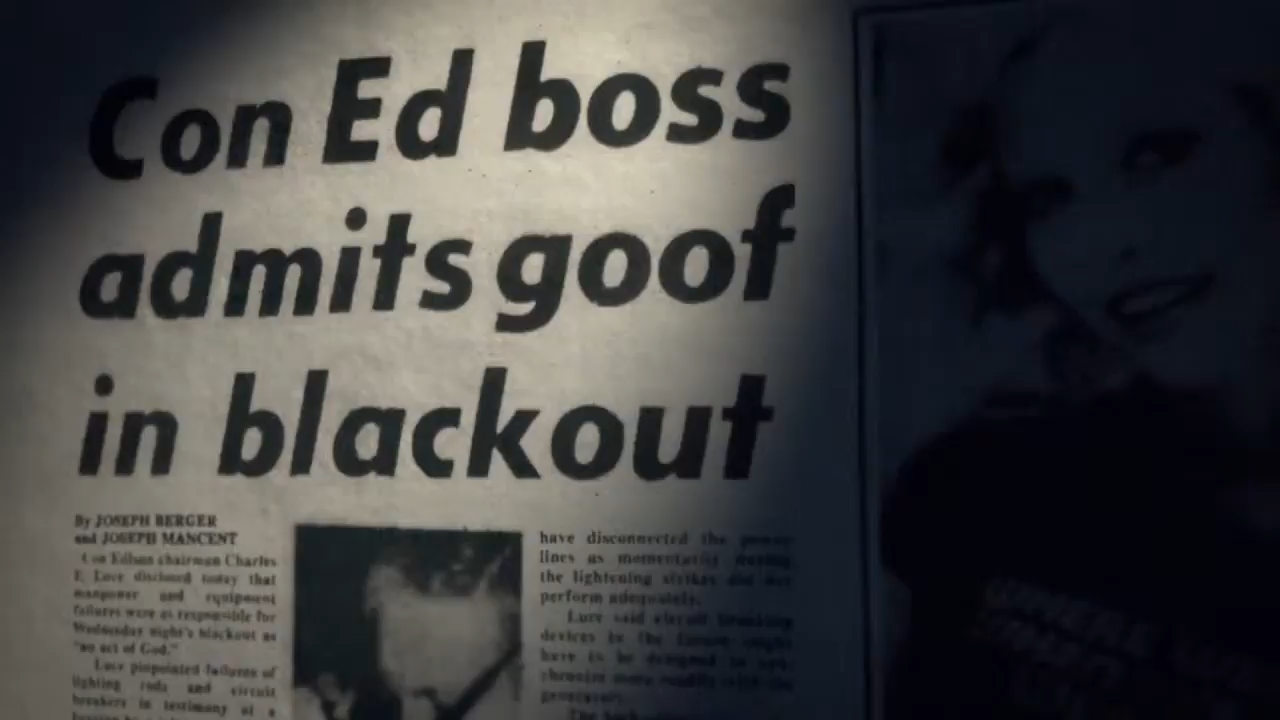 Con Ed boss
admits goof
in blackout
By JOSEPH BERGER
and JOSEPH MANCENT
Con Edison chairman Charles
F. Luce disclosed today that
manpower and equipment
failures were as responsible for
Wednesday night's blackout as
"an act of God."
Luce pinpointed failures of
lighting rods and circuit
breakers in testimony at a
have disconnected the power
lines as momentarily
the lightening strikes did not
perform adequately.
Luce said circuit breaking
devices in the future might
have to be designed to
more readily with the
generators.